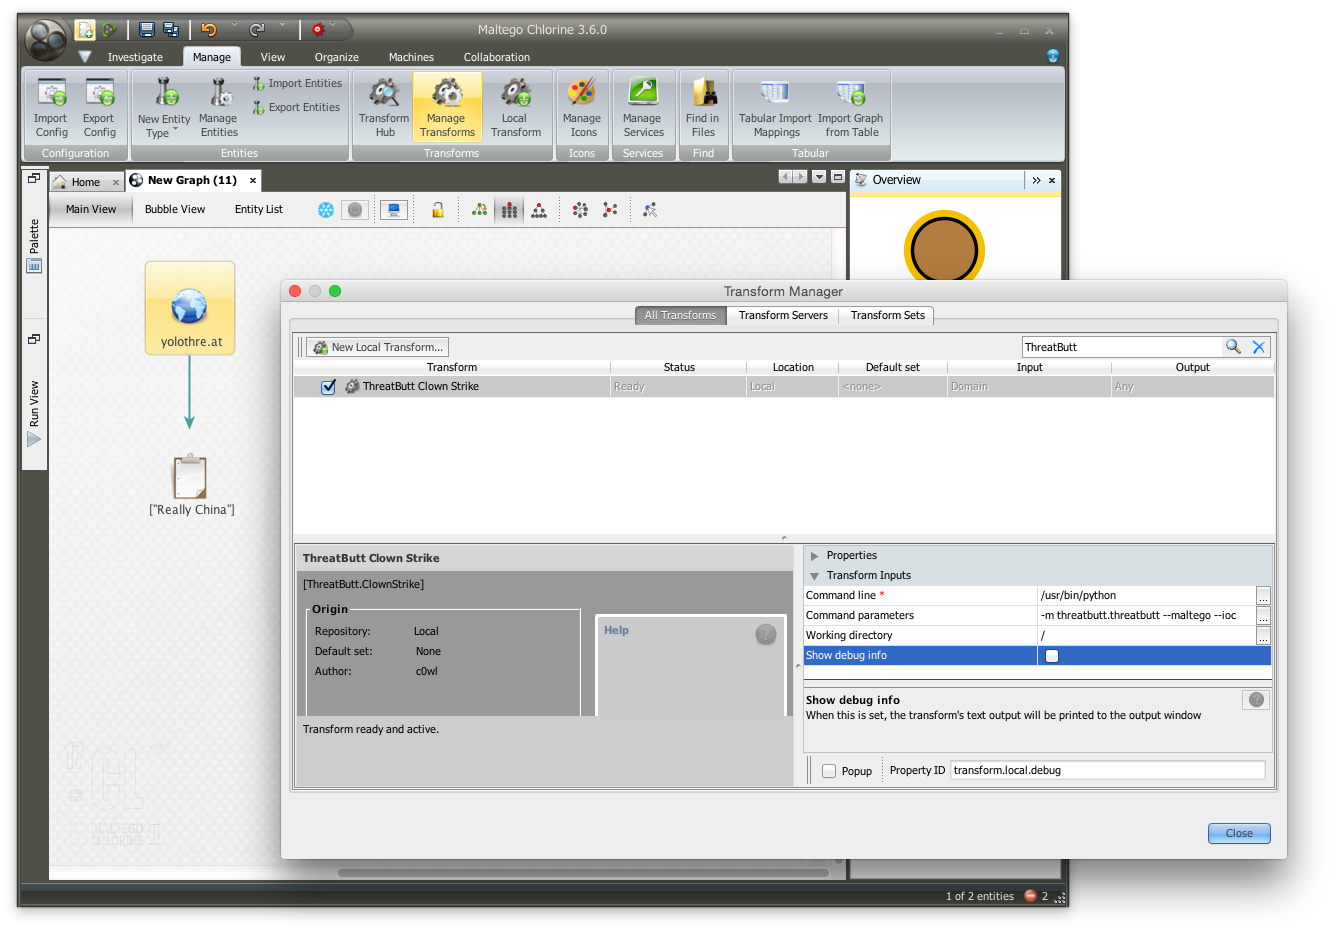 Maltego Chlorine 3.6.0
Investigate Manage View Organize Machines Collaboration
Import Config
Export Config
New Entity Type
Manage Entities
Import Entities
Export Entities
Transform Hub
Manage Transforms
Local Transform
Manage Icons
Manage Services
Find in Files
Tabular Import Mappings
Import Graph from Table
Configuration Entities Transforms Icons Services Find Tabular
Palette
Run View
Home New Graph (11)
Overview
Main View Bubble View Entity List
yolothre.at
["Really China"]
CL
MALTEGO
CHLORINE
Transform Manager
All Transforms Transform Servers Transform Sets
New Local Transform...
ThreatButt
Transform Status Location Default set Input Output
ThreatButt Clown Strike Ready Local <none> Domain Any
ThreatButt Clown Strike
[ThreatButt.ClownStrike]
Origin
Repository: Local
Default set: None
Author: c0wl
Help
?
Transform ready and active.
Properties
Transform Inputs
Command line * /usr/bin/python ...
Command parameters -m threatbutt.threatbutt --maltego --ioc ...
Working directory / ...
Show debug info
Show debug info
?
When this is set, the transform's text output will be printed to the output window
Popup Property ID transform.local.debug
Close
1 of 2 entities 2